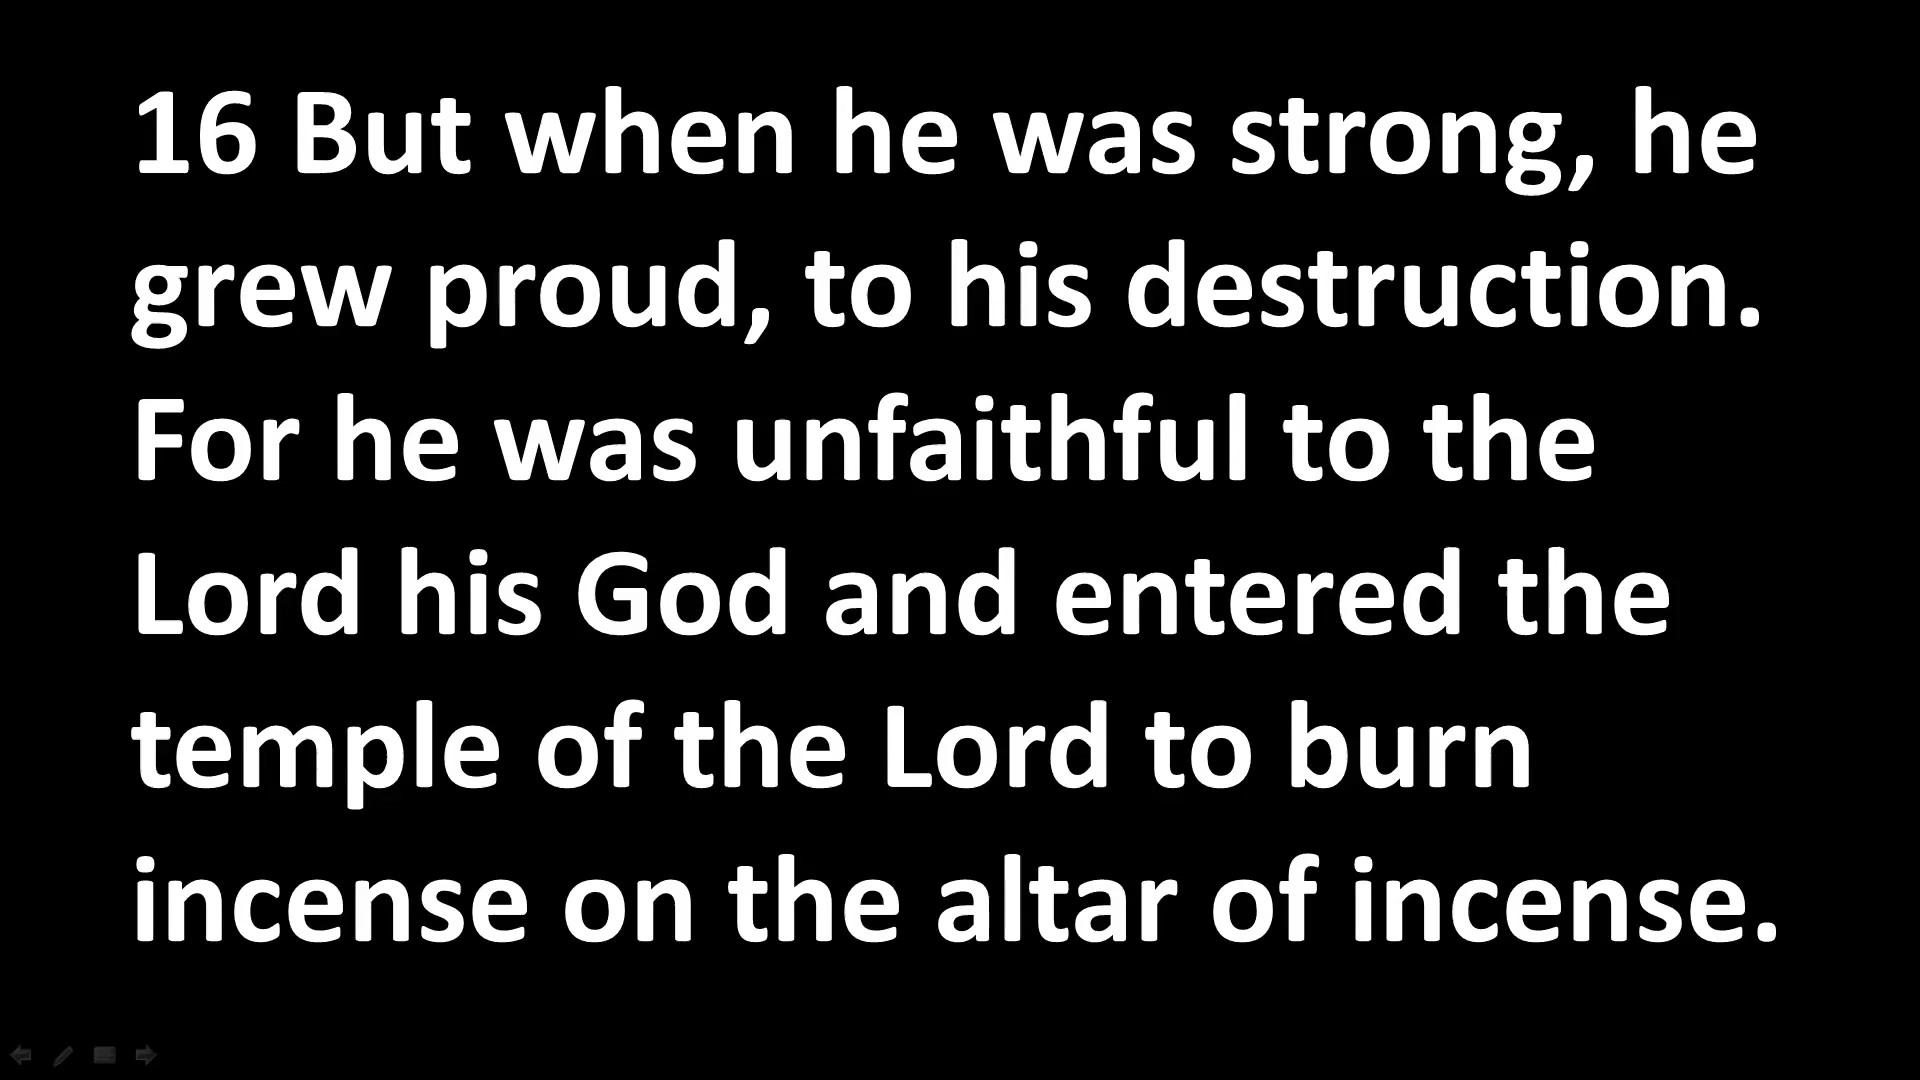 16 But when he was strong, he
grew proud, to his destruction.
For he was unfaithful to the
Lord his God and entered the
temple of the Lord to burn
incense on the altar of incense.